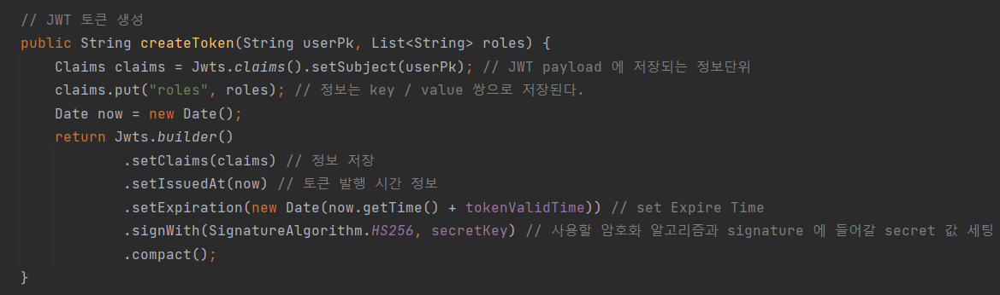 // JWT 토큰 생성
public String createToken(String userPk, List<String> roles) {
Claims claims = Jwts.claims().setSubject(userPk); // JWT payload 에 저장되는 정보단위
claims.put("roles", roles); // 정보는 key / value 쌍으로 저장된다.
Date now = new Date();
return Jwts.builder()
.setClaims(claims) // 정보 저장
.setIssuedAt(now) // 토큰 발행 시간 정보
.setExpiration(new Date(now.getTime() + tokenValidTime)) // set Expire Time
.signWith(SignatureAlgorithm.HS256, secretKey) // 사용할 암호화 알고리즘과 signature 에 들어갈 secret 값 세팅
.compact();
}